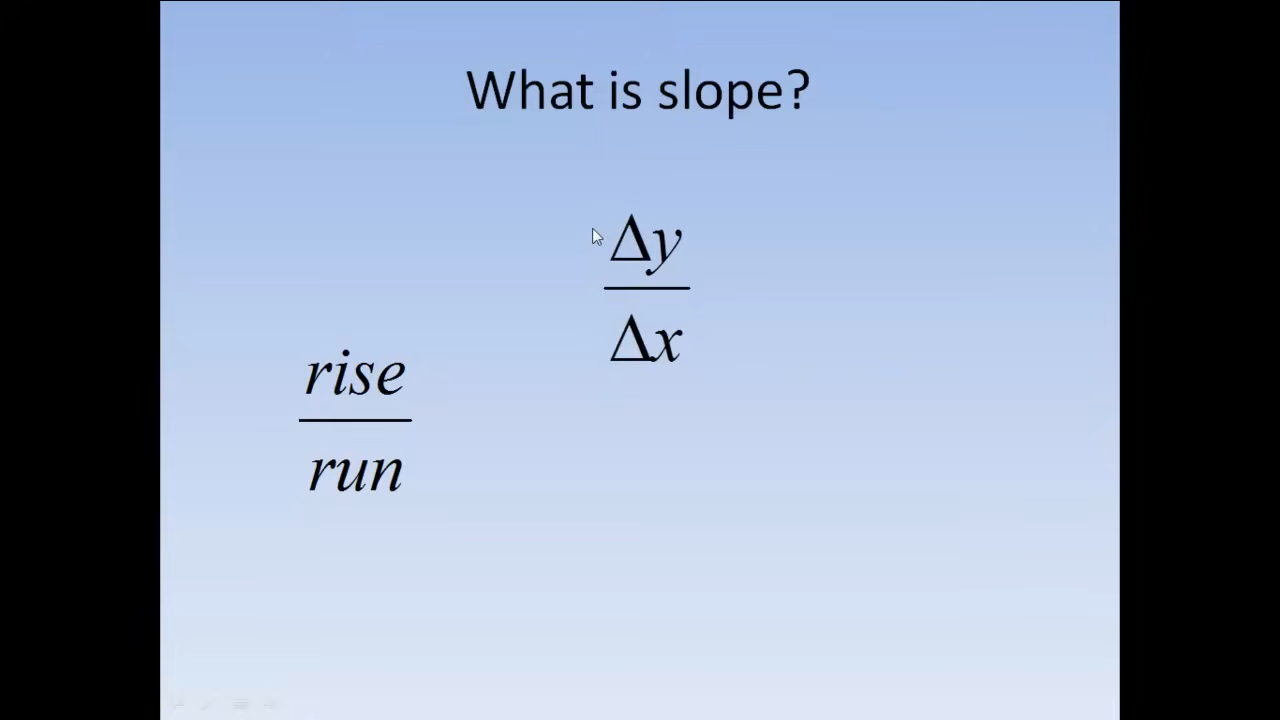 What is slope?
Δy
Δx
rise
run